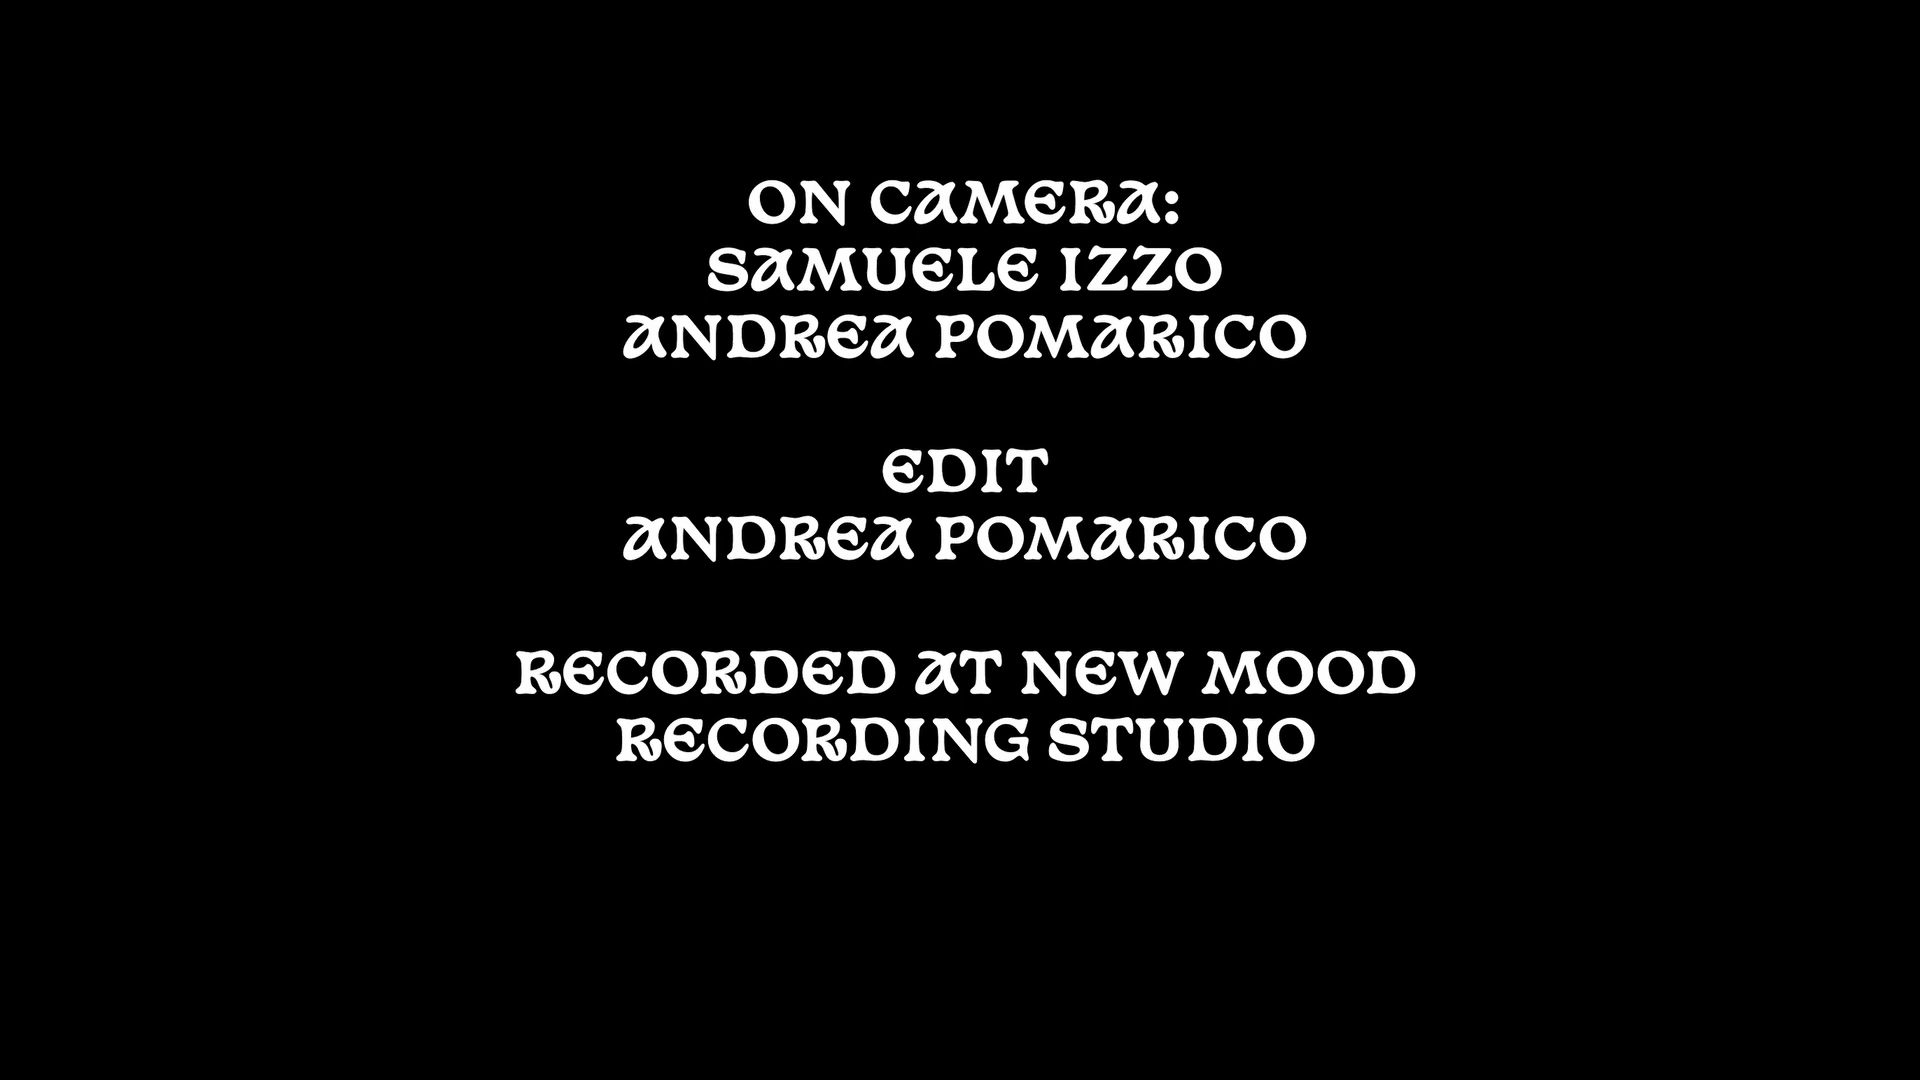 ON CAMERA:
SAMUELE IZZO
ANDREA POMARICO
EDIT
ANDREA POMARICO
RECORDED AT NEW MOOD
RECORDING STUDIO